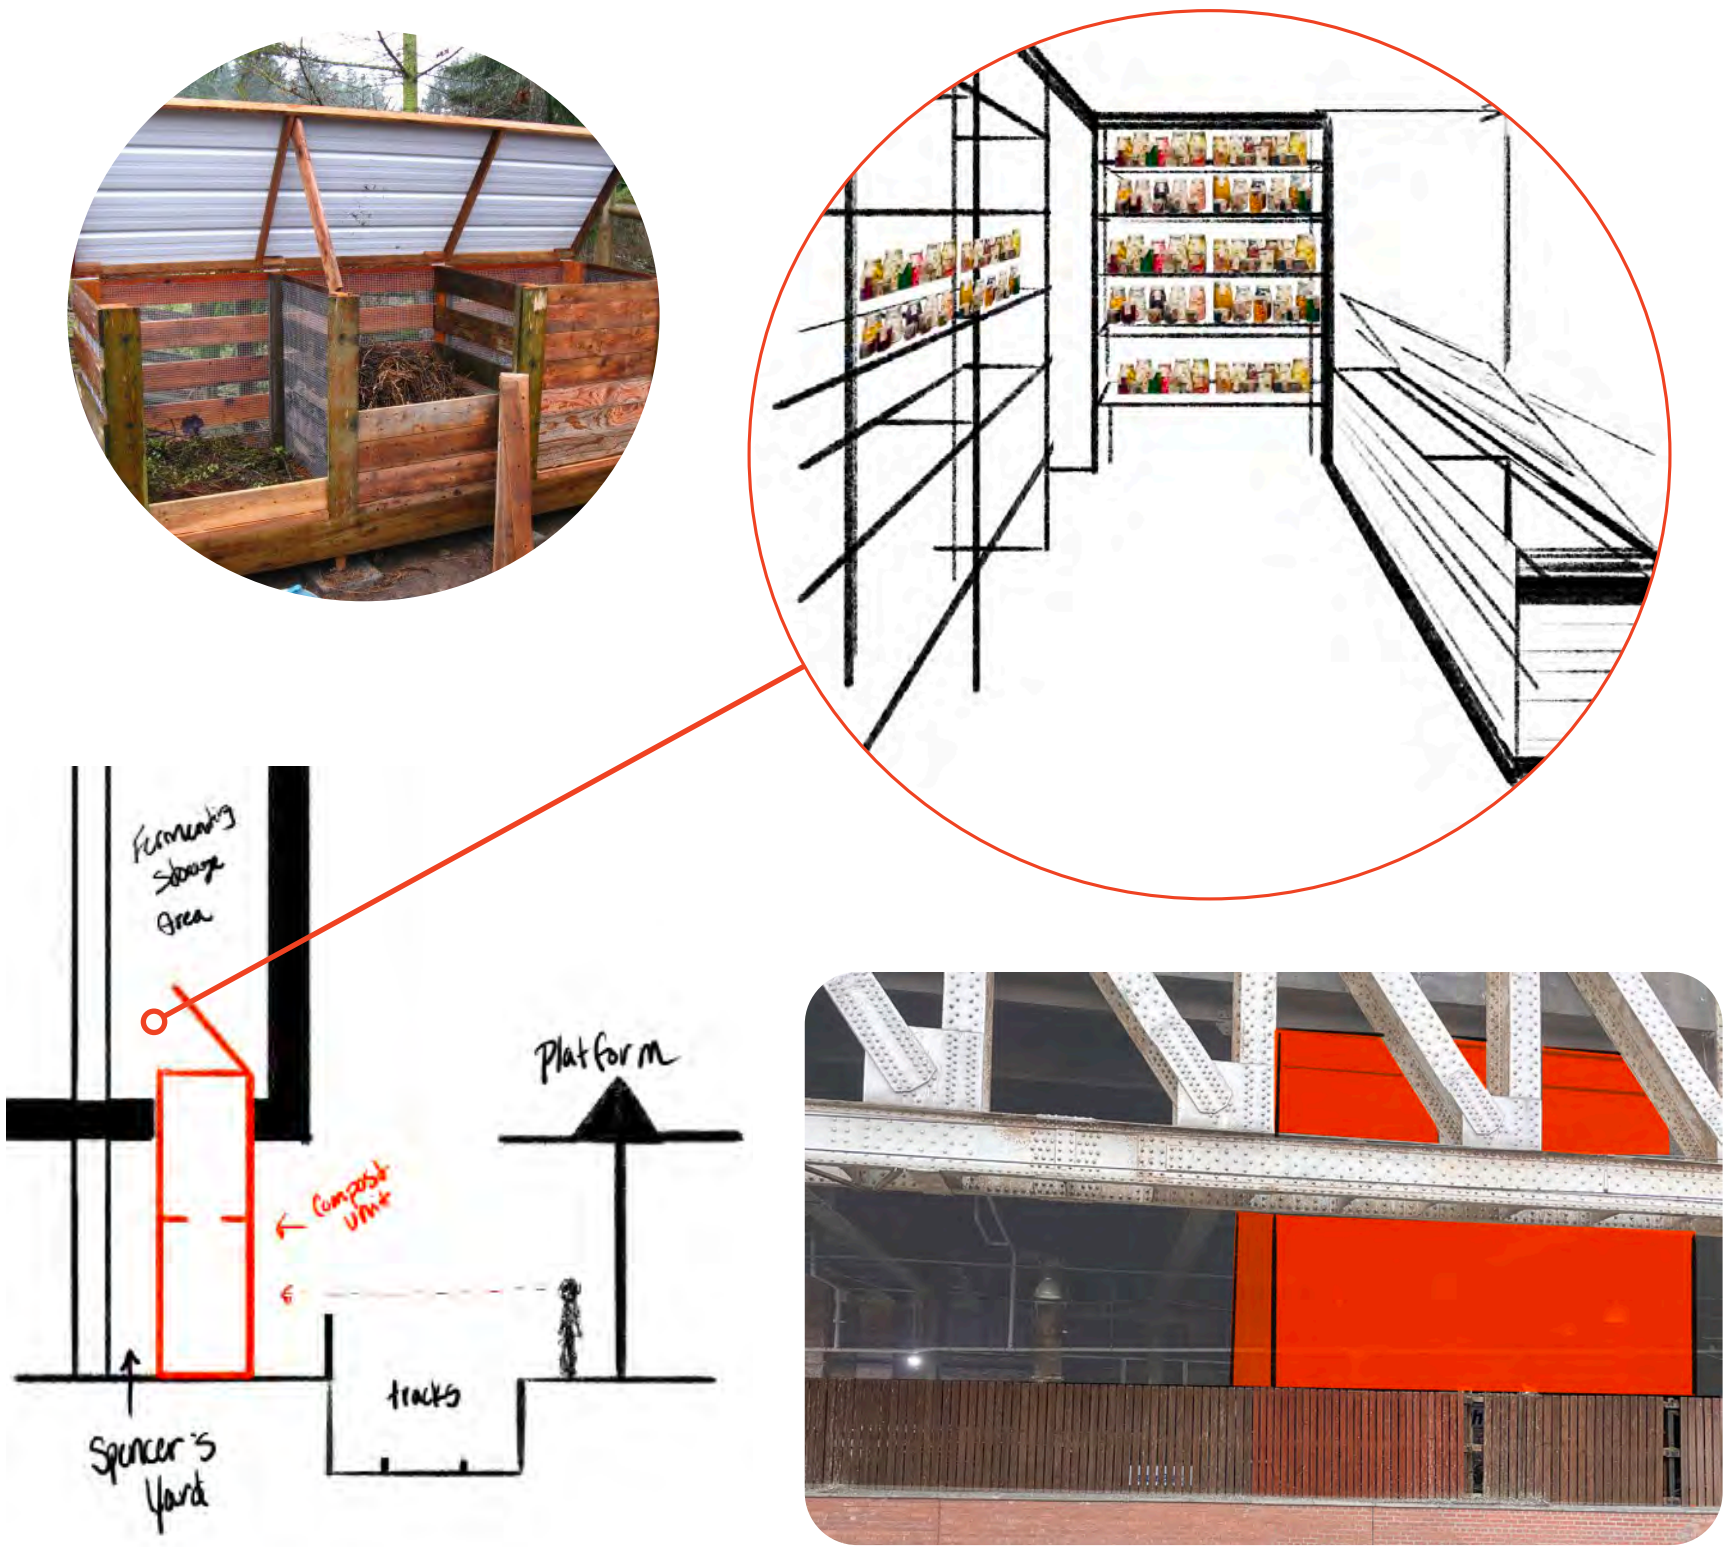 Fermenting
Storage
Area
Platform
Compost
unit
tracks
Spencer's
Yard